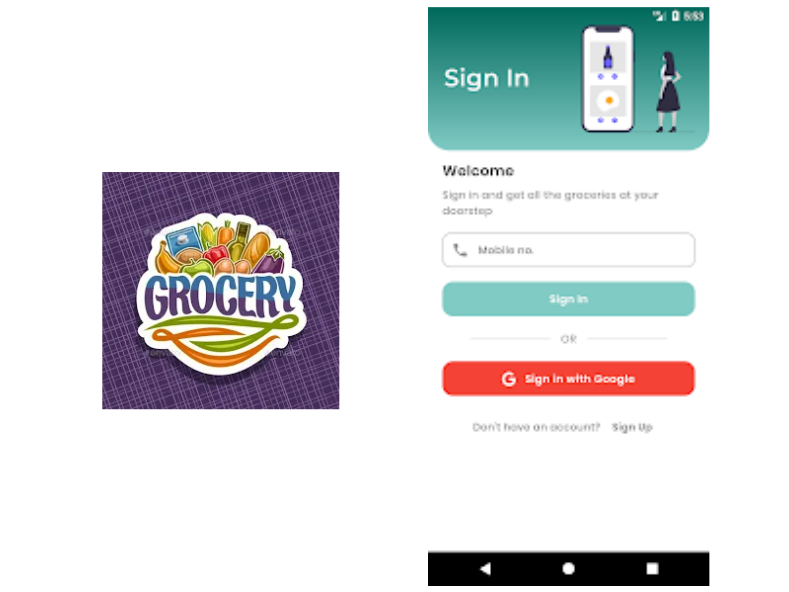 GROCERY
5:53
Sign In
Welcome
Sign in and get all the groceries at your
doorstep
Mobile no.
Sign In
OR
Sign in with Google
Don't have an account? Sign Up